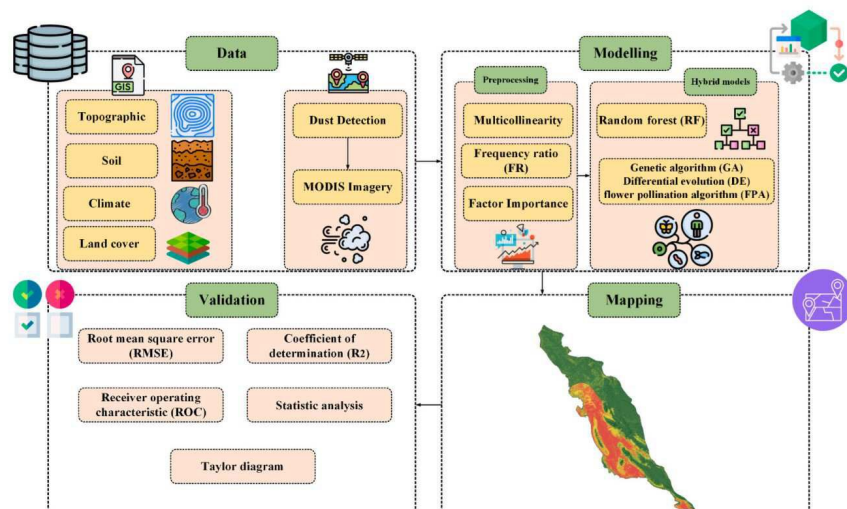 Data
GIS
Topographic
Soil
Climate
Land cover
Dust Detection
MODIS Imagery
Modelling
Preprocessing
Multicollinearity
Frequency ratio
(FR)
Factor Importance
Hybrid models
Random forest (RF)
Genetic algorithm (GA)
Differential evolution (DE)
flower pollination algorithm (FPA)
Validation
Root mean square error
(RMSE)
Coefficient of
determination (R2)
Receiver operating
characteristic (ROC)
Statistic analysis
Taylor diagram
Mapping